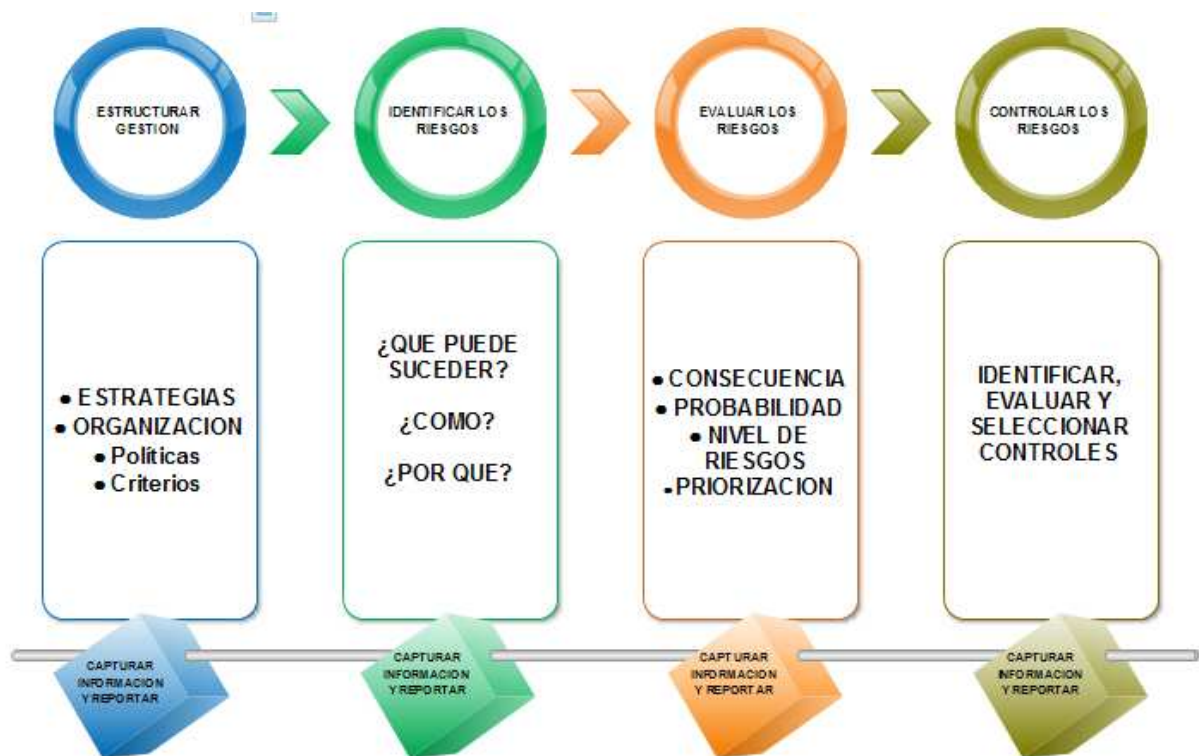 ESTRUCTURAR
GESTION
IDENTIFICAR LOS
RIESGOS
EVALUAR LOS
RIESGOS
CONTROLAR LOS
RIESGOS
● ESTRATEGIAS
● ORGANIZACION
● Políticas
● Criterios
¿QUE PUEDE
SUCEDER?
¿COMO?
¿POR QUE?
● CONSECUENCIA
● PROBABILIDAD
● NIVEL DE
RIESGOS
● PRIORIZACION
IDENTIFICAR,
EVALUAR Y
SELECCIONAR
CONTROLES
CAPTURAR
INFORMACION
Y REPORTAR
CAPTURAR
INFORMACION
Y REPORTAR
CAPTURAR
INFORMACION
Y REPORTAR
CAPTURAR
INFORMACION
Y REPORTAR